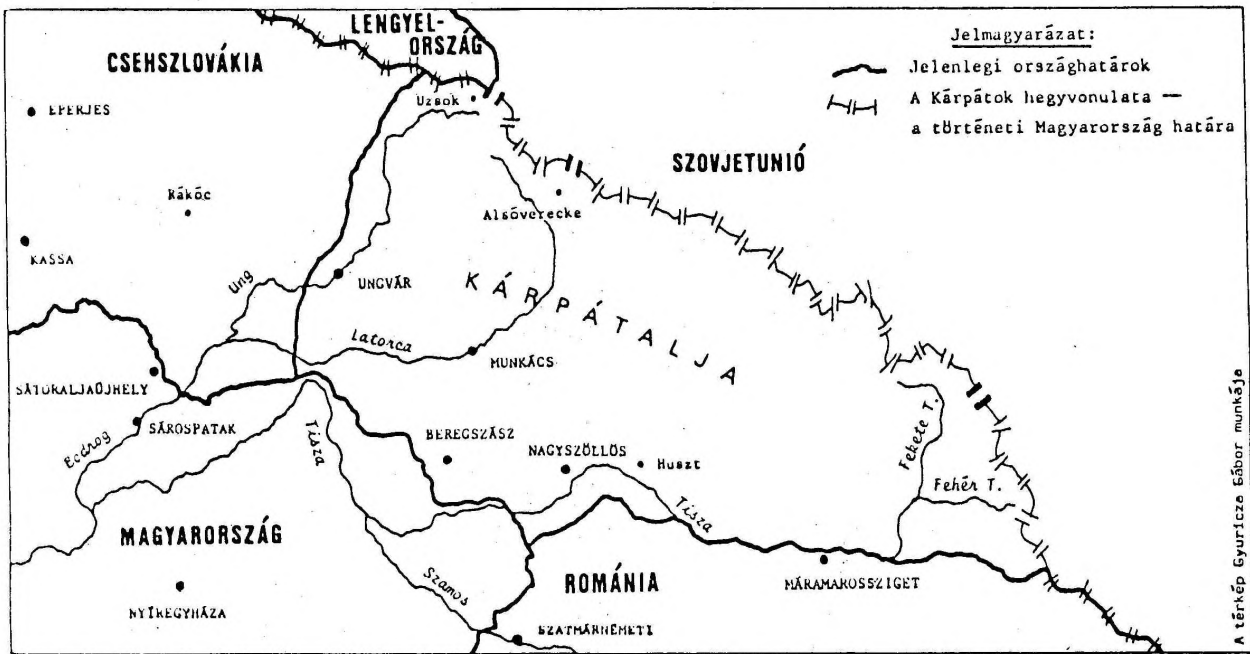 LENGYEL-
ORSZÁG
CSEHSZLOVÁKIA
Jelmagyarázat:
Jelenlegi országhatárok
A Kárpátok hegyvonulata —
a történeti Magyarország határa
Uzsok
EPERJES
SZOVJETUNIÓ
Rákóc
Alsóverecke
KASSA
Ung
UNGVÁR
KÁRPÁTALJA
Latorca
MUNKÁCS
SÁTORALJAÚJHELY
SÁROSPATAK
Bodrog
Tisza
BEREGSZÁSZ
NAGYSZÖLLÖS
Huszt
Fekete T.
Fehér T.
Tisza
MAGYARORSZÁG
ROMÁNIA
MÁRAMAROSSZIGET
Szamos
NYÍREGYHÁZA
SZATMÁRNÉMETI
A térkép Gyuricza Gábor munkája